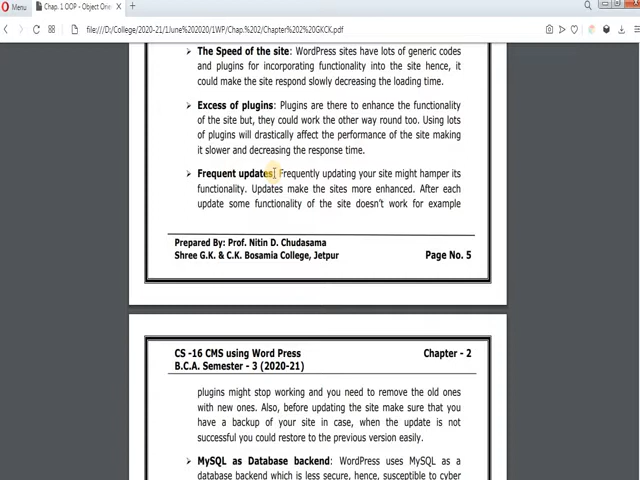 Menu
Chap. 1 OOP - Object Orie
file:///D:/College/2020-21/1June%202020/1WP/Chap.%202/Chapter%202%20GKCK.pdf
➢ The Speed of the site: WordPress sites have lots of generic codes
and plugins for incorporating functionality into the site hence, it
could make the site respond slowly decreasing the loading time.
➢ Excess of plugins: Plugins are there to enhance the functionality
of the site but, they could work the other way round too. Using lots
of plugins will drastically affect the performance of the site making
it slower and decreasing the response time.
➢ Frequent updates: Frequently updating your site might hamper its
functionality. Updates make the sites more enhanced. After each
update some functionality of the site doesn't work for example
Prepared By: Prof. Nitin D. Chudasama
Shree G.K. & C.K. Bosamia College, Jetpur Page No. 5
CS -16 CMS using Word Press Chapter - 2
B.C.A. Semester - 3 (2020-21)
plugins might stop working and you need to remove the old ones
with new ones. Also, before updating the site make sure that you
have a backup of your site in case, when the update is not
successful you could restore to the previous version easily.
➢ MySQL as Database backend: WordPress uses MySQL as a
database backend which is less secure, hence, susceptible to cyber